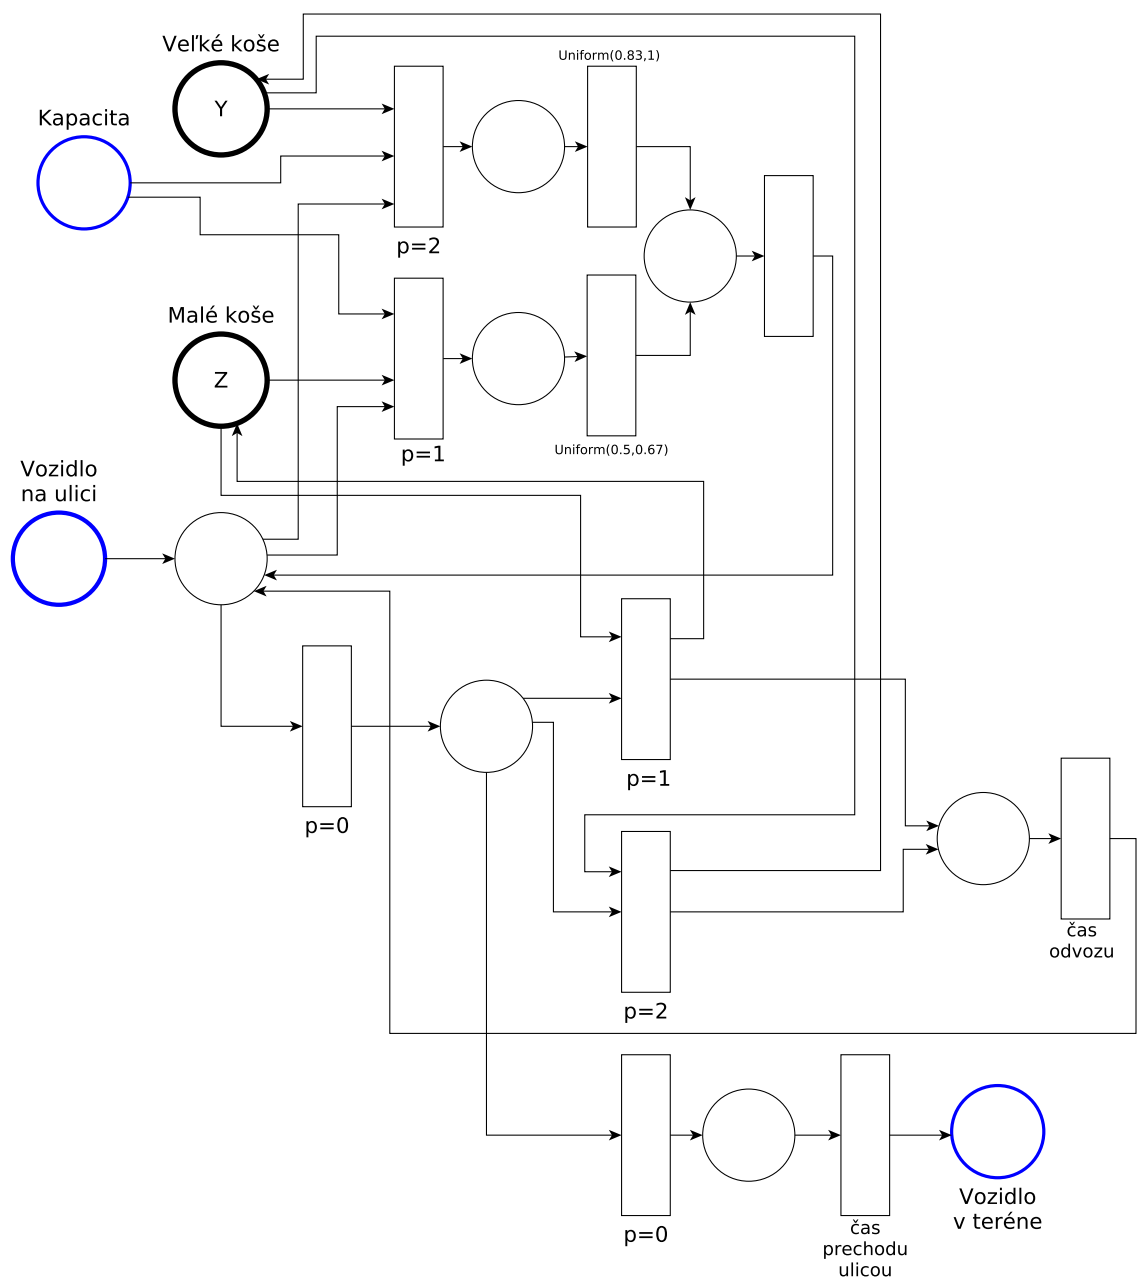 Veľké koše
Uniform(0.83,1)
Y
Kapacita
p=2
Malé koše
Z
p=1
Uniform(0.5,0.67)
Vozidlo
na ulici
p=1
p=0
čas
odvozu
p=2
Vozidlo
v teréne
p=0
čas
prechodu
ulicou